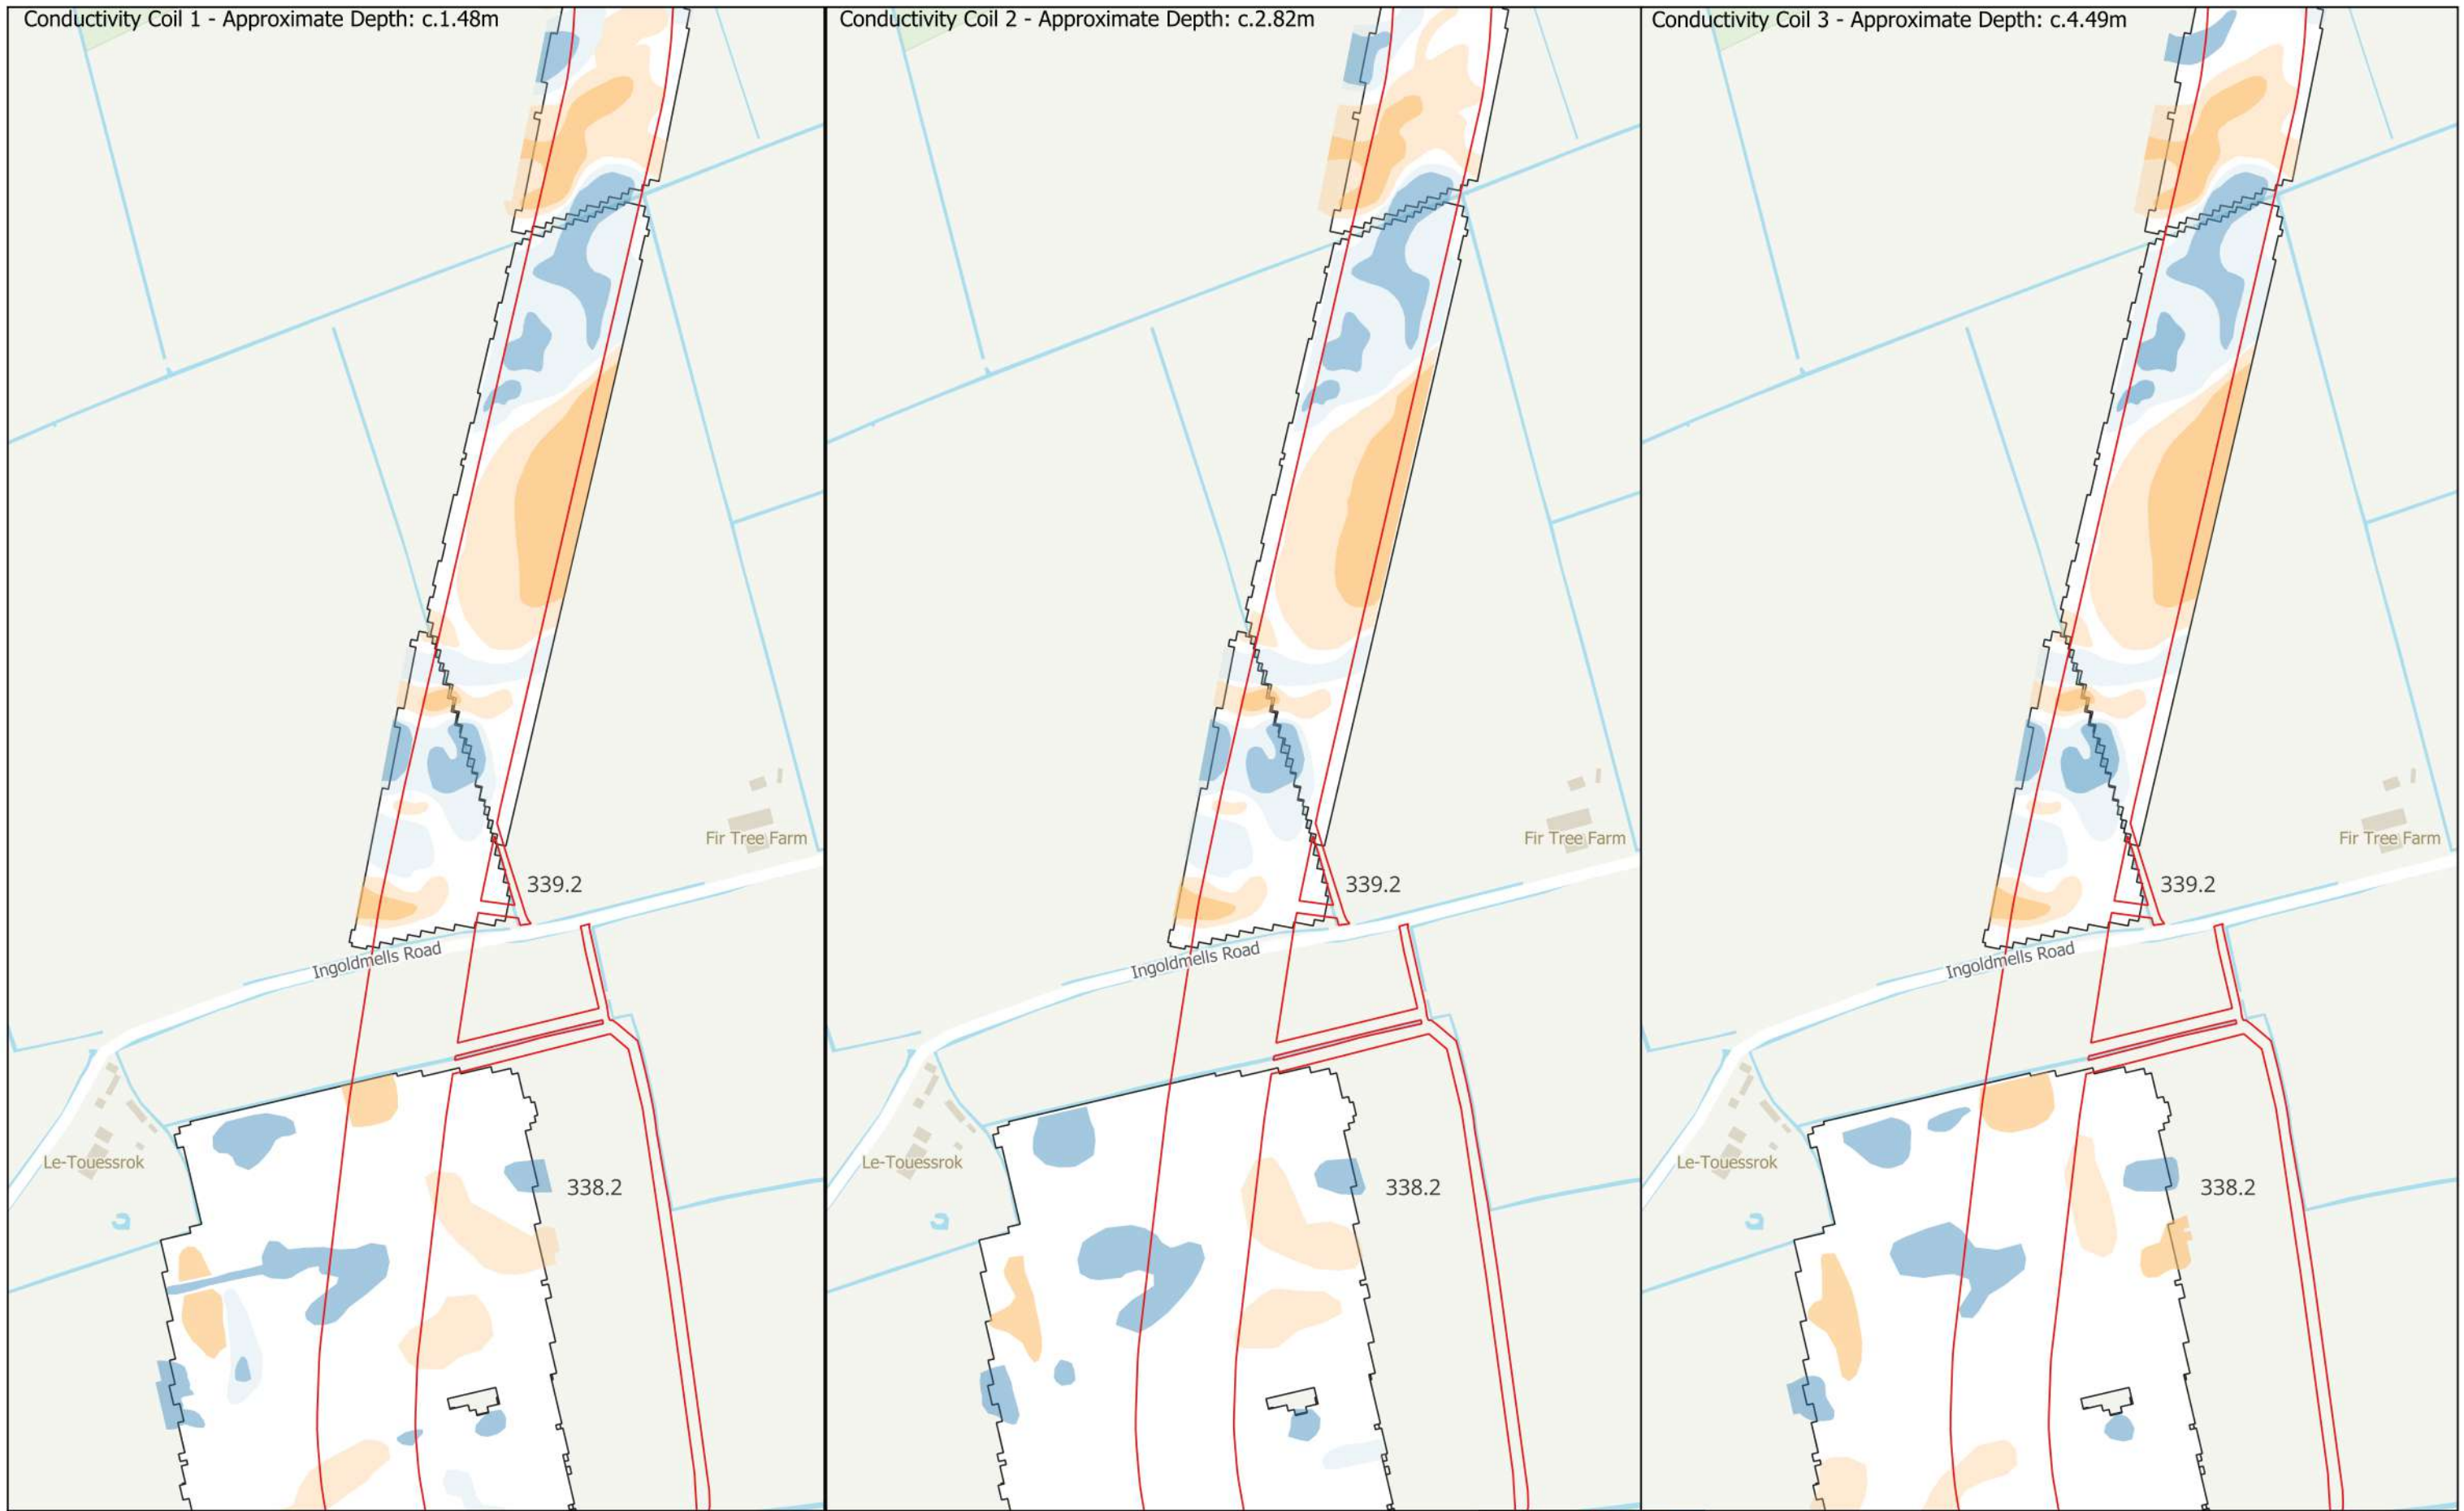 Conductivity Coil 1 - Approximate Depth: c.1.48m
Fir Tree Farm
339.2
Ingoldmells Road
Le-Touessrok
338.2
Conductivity Coil 2 - Approximate Depth: c.2.82m
Fir Tree Farm
339.2
Ingoldmells Road
Le-Touessrok
338.2
Conductivity Coil 3 - Approximate Depth: c.4.49m
Fir Tree Farm
339.2
Ingoldmells Road
Le-Touessrok
338.2